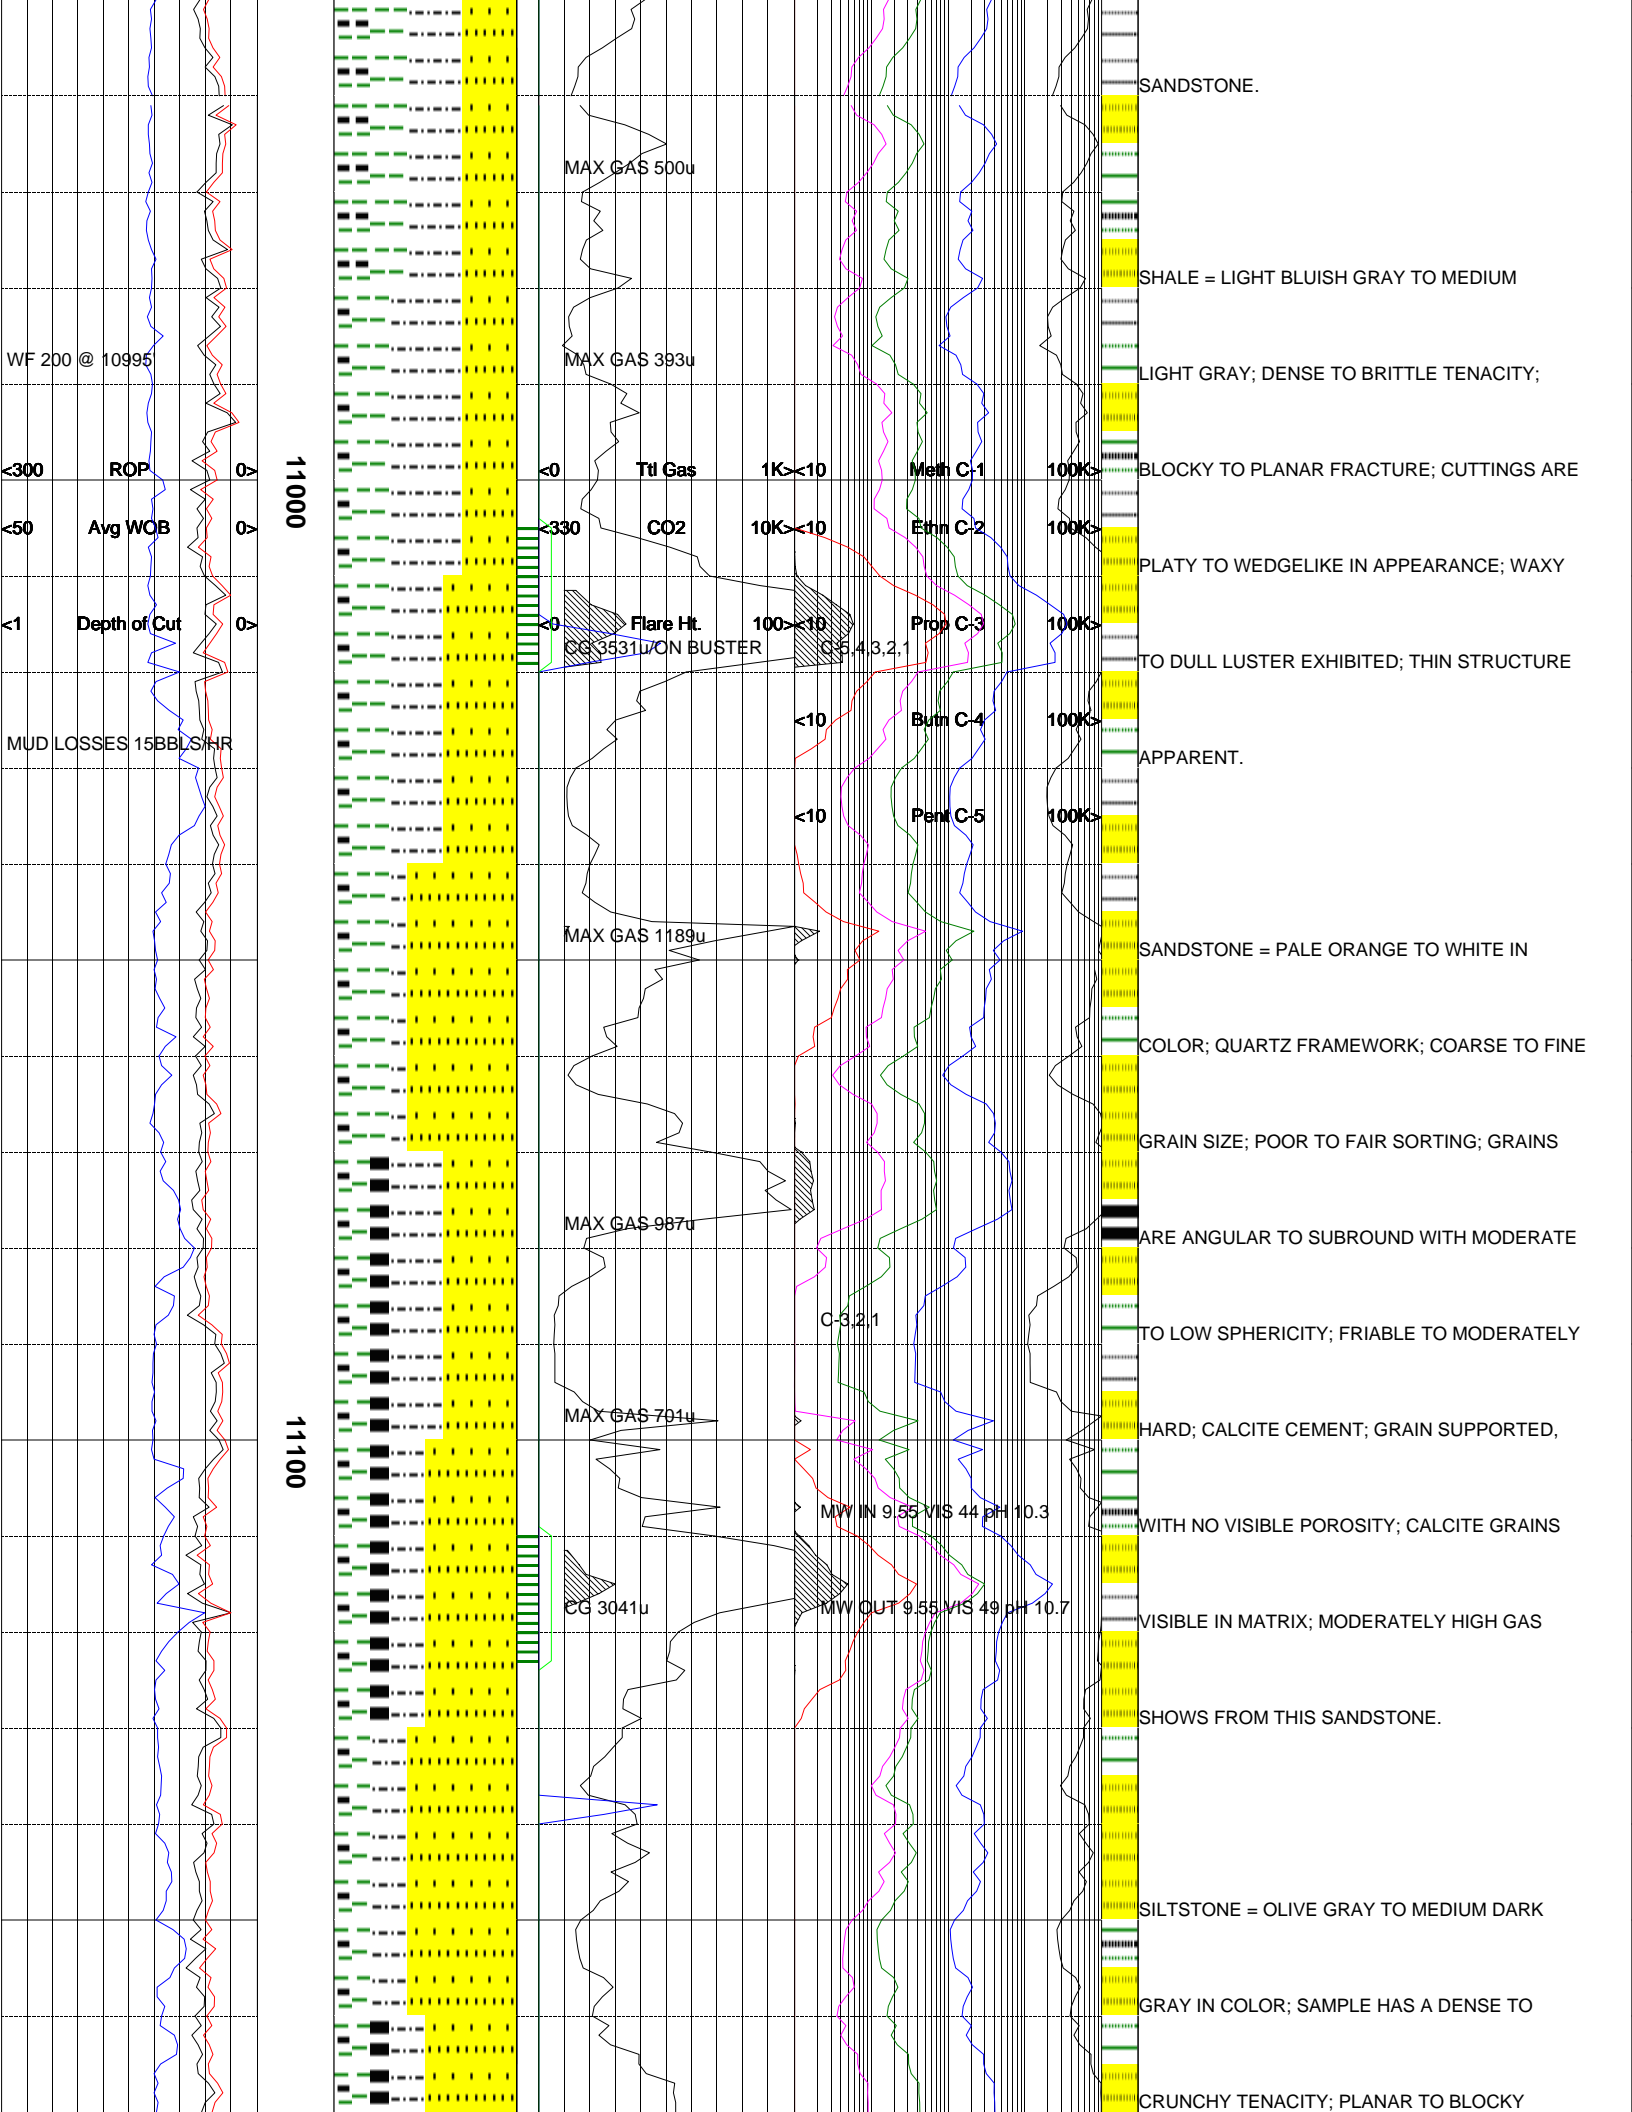 SANDSTONE.
MAX GAS 500u
SHALE = LIGHT BLUISH GRAY TO MEDIUM
WF 200 @ 10995'
MAX GAS 393u
LIGHT GRAY; DENSE TO BRITTLE TENACITY;
<300 ROP 0>
11000
<0 Ttl Gas 1K>
<10 Meth C-1 100K>
BLOCKY TO PLANAR FRACTURE; CUTTINGS ARE
<50 Avg WOB 0>
<330 CO2 10K>
<10 Ethn C-2 100K>
PLATY TO WEDGELIKE IN APPEARANCE; WAXY
<1 Depth of Cut 0>
<0 Flare Ht. 100>
<10 Prop C-3 100K>
CG 3531u/ON BUSTER
C-5,4,3,2,1
TO DULL LUSTER EXHIBITED; THIN STRUCTURE
<10 Butn C-4 100K>
MUD LOSSES 15BBLS/HR
APPARENT.
<10 Pent C-5 100K>
MAX GAS 1189u
SANDSTONE = PALE ORANGE TO WHITE IN
COLOR; QUARTZ FRAMEWORK; COARSE TO FINE
GRAIN SIZE; POOR TO FAIR SORTING; GRAINS
MAX GAS 987u
ARE ANGULAR TO SUBROUND WITH MODERATE
C-3,2,1
TO LOW SPHERICITY; FRIABLE TO MODERATELY
MAX GAS 701u
11100
HARD; CALCITE CEMENT; GRAIN SUPPORTED,
MW IN 9.55 VIS 44 pH 10.3
WITH NO VISIBLE POROSITY; CALCITE GRAINS
CG 3041u
MW OUT 9.55 VIS 49 pH 10.7
VISIBLE IN MATRIX; MODERATELY HIGH GAS
SHOWS FROM THIS SANDSTONE.
SILTSTONE = OLIVE GRAY TO MEDIUM DARK
GRAY IN COLOR; SAMPLE HAS A DENSE TO
CRUNCHY TENACITY; PLANAR TO BLOCKY